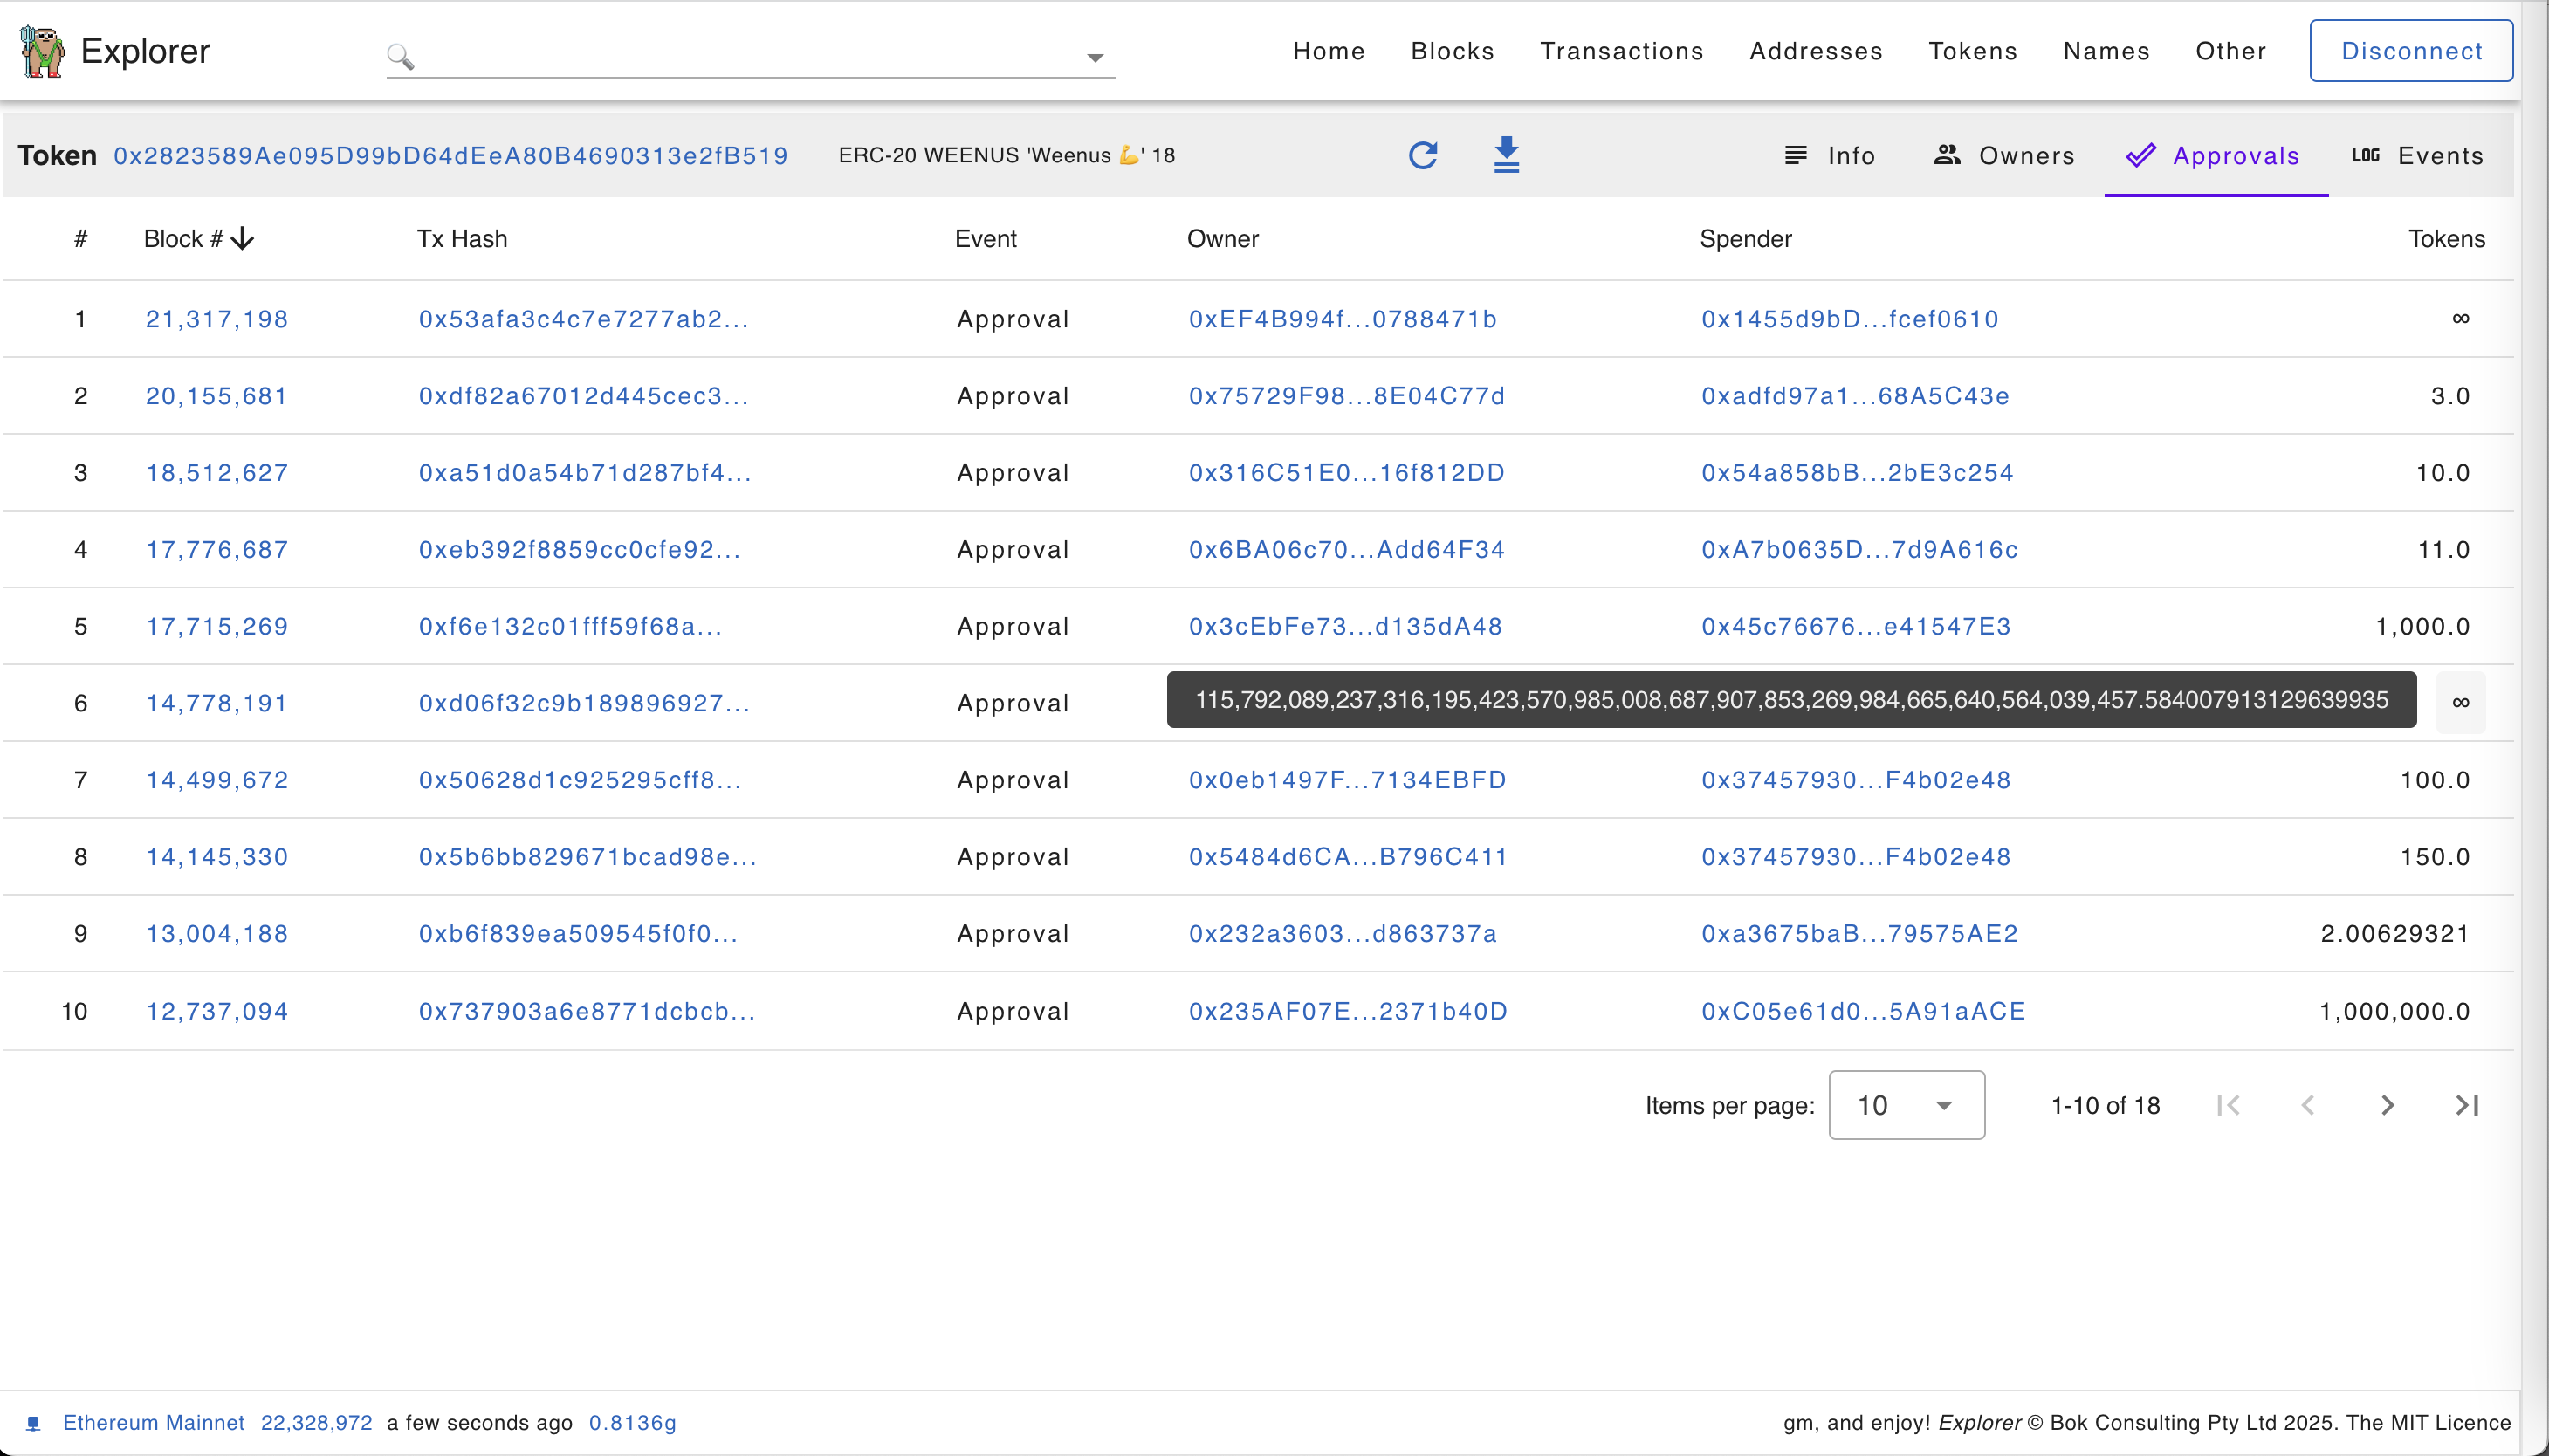 Explorer Home Blocks Transactions Addresses Tokens Names Other Disconnect
Token 0x2823589Ae095D99bD64dEeA80B4690313e2fB519 ERC-20 WEENUS 'Weenus 💪' 18 Info Owners Approvals LOG Events
# Block # Tx Hash Event Owner Spender Tokens
1 21,317,198 0x53afa3c4c7e7277ab2... Approval 0xEF4B994f...0788471b 0x1455d9bD...fcef0610 ∞
2 20,155,681 0xdf82a67012d445cec3... Approval 0x75729F98...8E04C77d 0xadfd97a1...68A5C43e 3.0
3 18,512,627 0xa51d0a54b71d287bf4... Approval 0x316C51E0...16f812DD 0x54a858bB...2bE3c254 10.0
4 17,776,687 0xeb392f8859cc0cfe92... Approval 0x6BA06c70...Add64F34 0xA7b0635D...7d9A616c 11.0
5 17,715,269 0xf6e132c01fff59f68a... Approval 0x3cEbFe73...d135dA48 0x45c76676...e41547E3 1,000.0
6 14,778,191 0xd06f32c9b189896927... Approval 115,792,089,237,316,195,423,570,985,008,687,907,853,269,984,665,640,564,039,457.584007913129639935 ∞
7 14,499,672 0x50628d1c925295cff8... Approval 0x0eb1497F...7134EBFD 0x37457930...F4b02e48 100.0
8 14,145,330 0x5b6bb829671bcad98e... Approval 0x5484d6CA...B796C411 0x37457930...F4b02e48 150.0
9 13,004,188 0xb6f839ea509545f0f0... Approval 0x232a3603...d863737a 0xa3675baB...79575AE2 2.00629321
10 12,737,094 0x737903a6e8771dcbcb... Approval 0x235AF07E...2371b40D 0xC05e61d0...5A91aACE 1,000,000.0
Items per page: 10 1-10 of 18
Ethereum Mainnet 22,328,972 a few seconds ago 0.8136g gm, and enjoy! Explorer © Bok Consulting Pty Ltd 2025. The MIT Licence